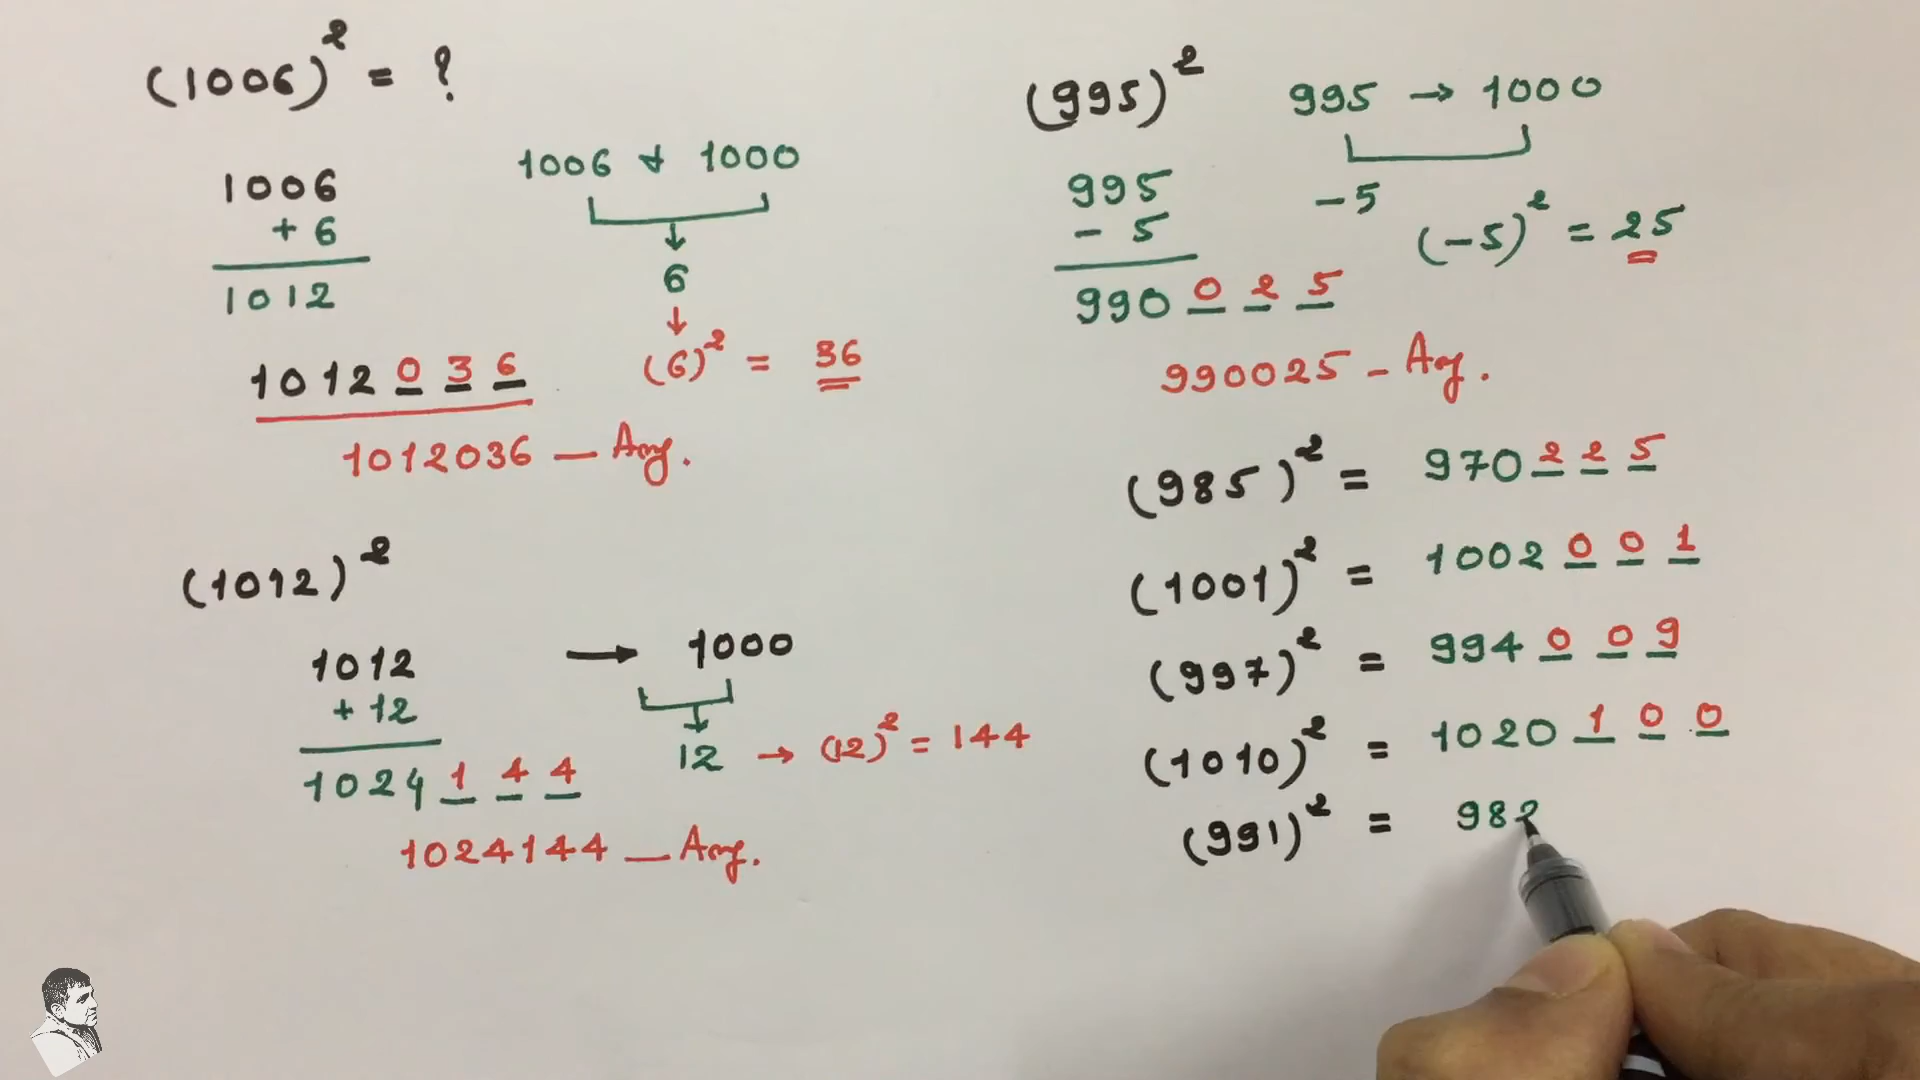 (1006)² = ?
1006 & 1000
1006
+ 6
6
1012
(6)² = 36
1012 0 3 6
1012036 — Ans.
(1012)²
1012 → 1000
+ 12
12 → (12)² = 144
1024 1 4 4
1024144 — Ans.
(995)²
995 → 1000
995
- 5
-5
(-5)² = 25
990 0 2 5
990025 - Ans.
(985)² = 970 2 2 5
(1001)² = 1002 0 0 1
(997)² = 994 0 0 9
(1010)² = 1020 1 0 0
(991)² = 982